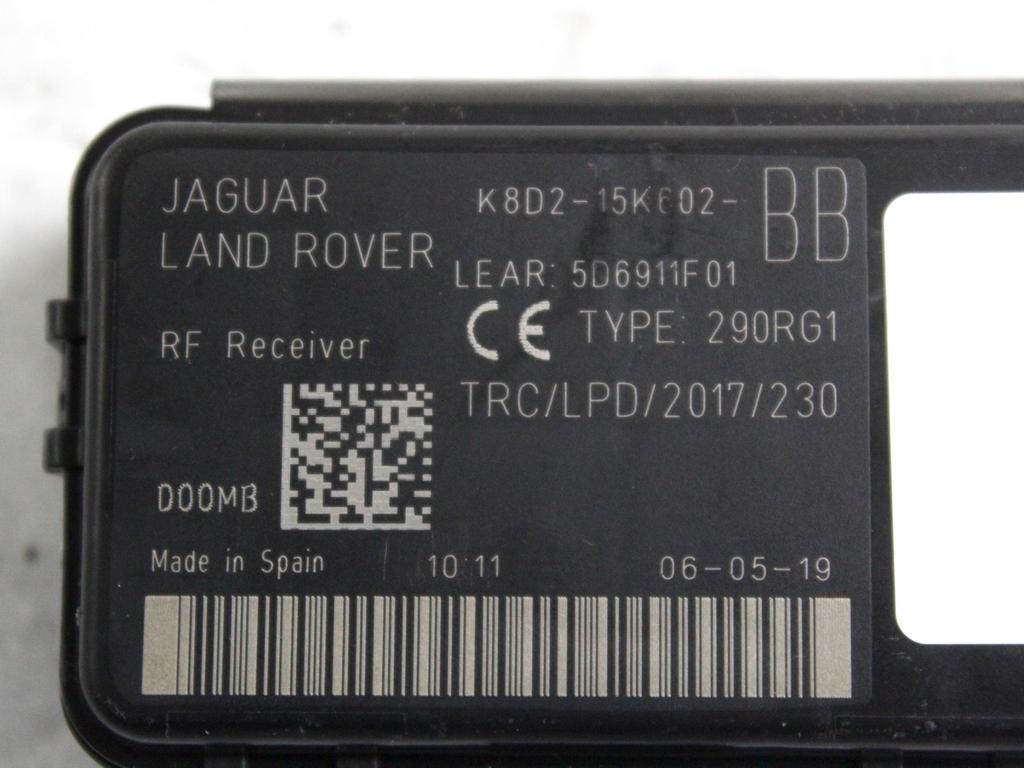 JAGUAR
LAND ROVER
K8D2-15K602-BB
LEAR: 5D6911F01
CE TYPE: 290RG1
RF Receiver
TRC/LPD/2017/230
D00MB
Made in Spain 10:11 06-05-19